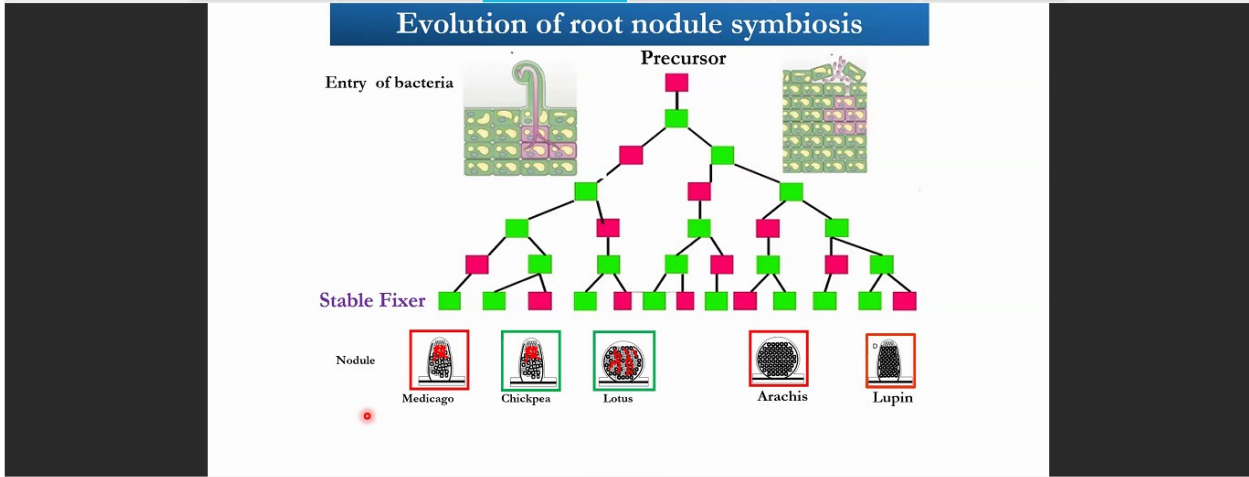 Evolution of root nodule symbiosis
Precursor
Entry of bacteria
Stable Fixer
Nodule
D
Medicago
Chickpea
Lotus
Arachis
Lupin